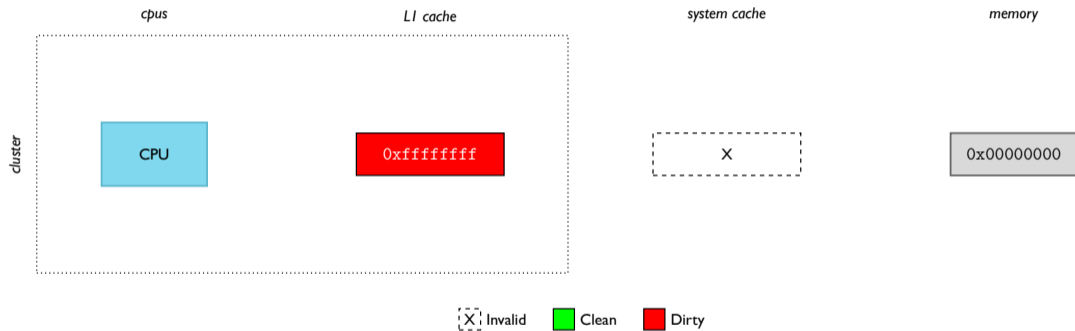 cpus
L1 cache
system cache
memory
cluster
CPU
0xffffffff
X
0x00000000
X Invalid
Clean
Dirty